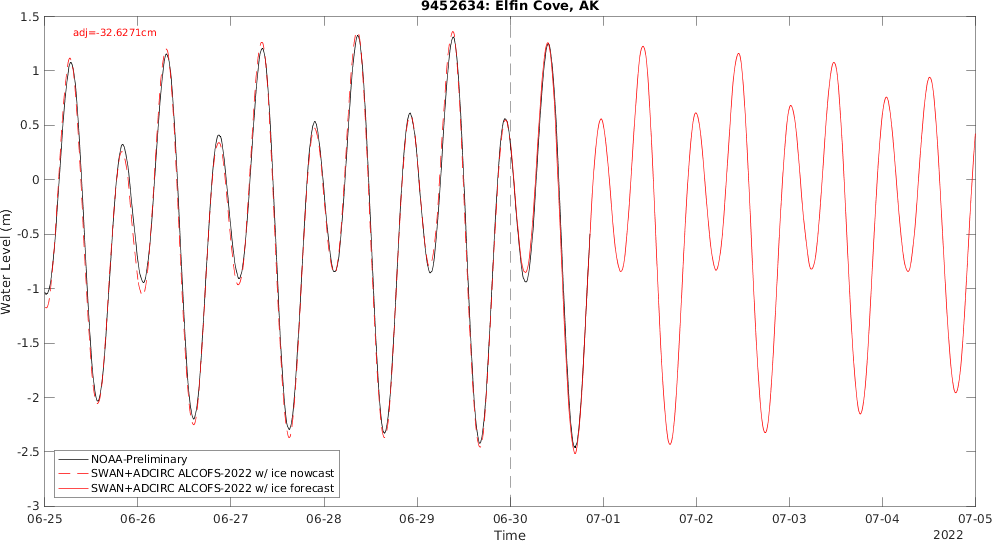 9452634: Elfin Cove, AK
adj=-32.6271cm
1.5
1
0.5
0
-0.5
-1
-1.5
-2
-2.5
-3
Water Level (m)
NOAA-Preliminary
SWAN+ADCIRC ALCOFS-2022 w/ ice nowcast
SWAN+ADCIRC ALCOFS-2022 w/ ice forecast
06-25 06-26 06-27 06-28 06-29 06-30 07-01 07-02 07-03 07-04 07-05
Time
2022